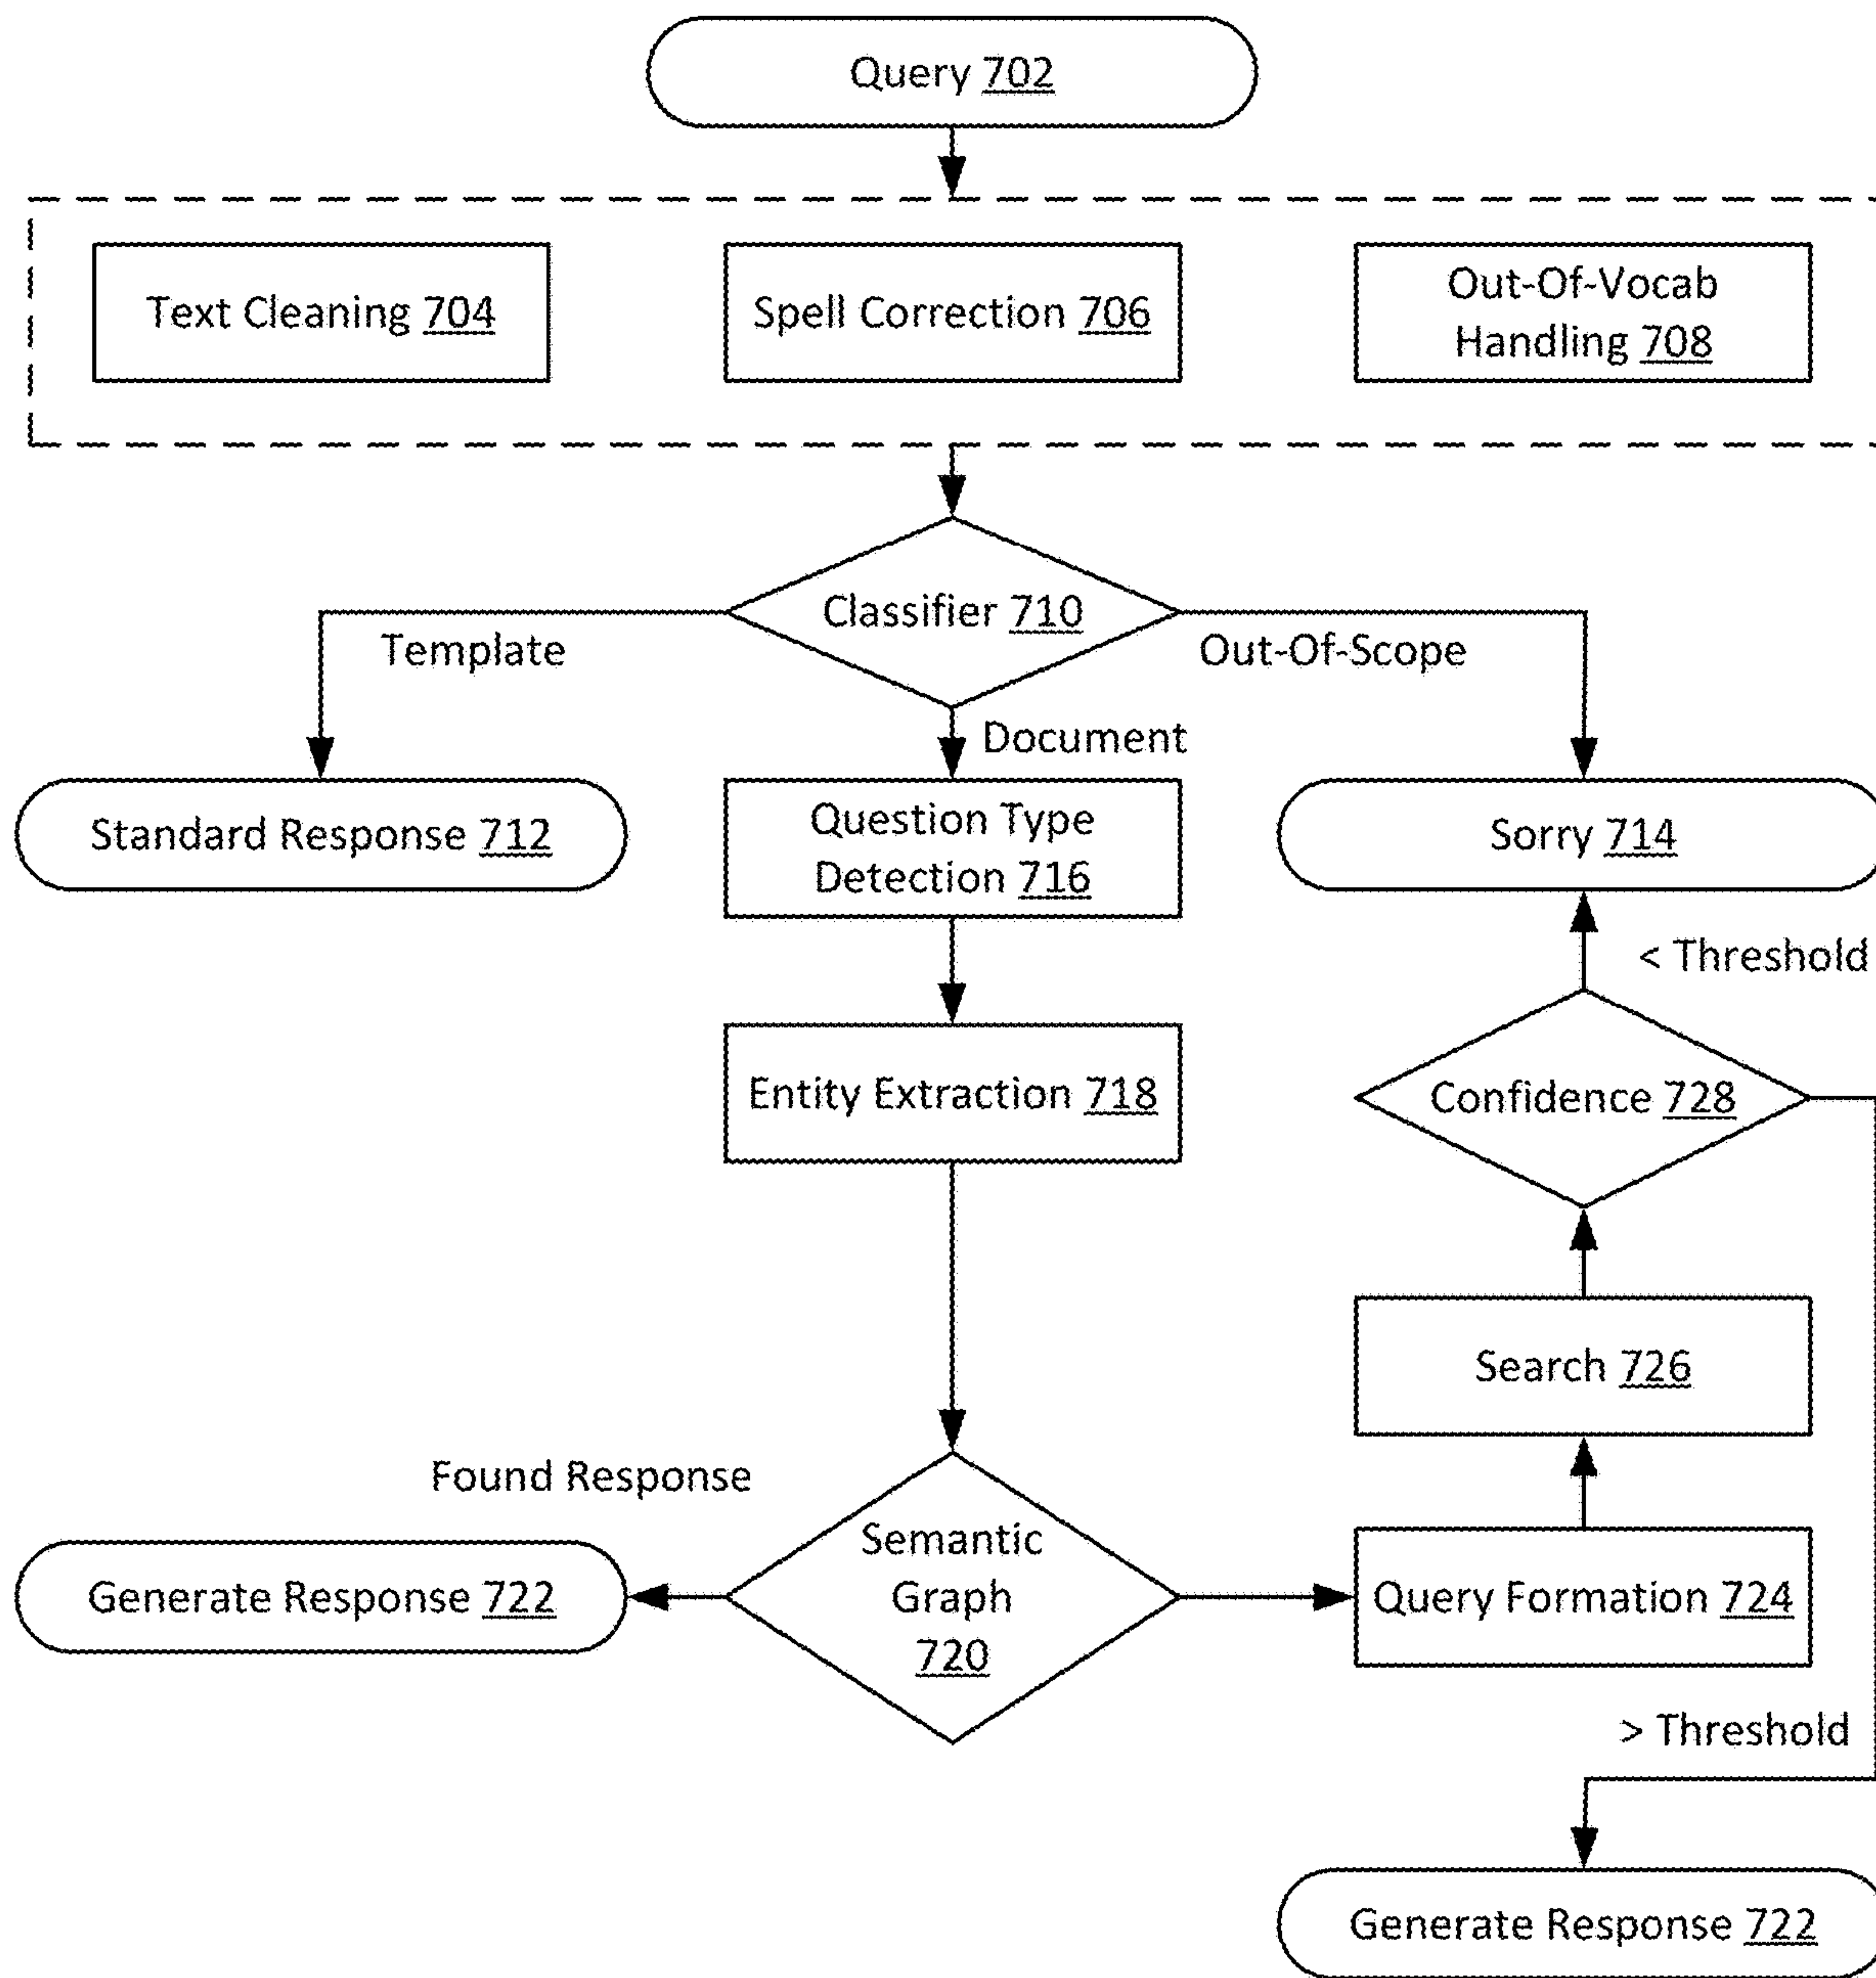 Query 702
Text Cleaning 704
Spell Correction 706
Out-Of-Vocab
Handling 708
Classifier 710
Template
Out-Of-Scope
Document
Standard Response 712
Question Type
Detection 716
Sorry 714
< Threshold
Entity Extraction 718
Confidence 728
Search 726
Found Response
Semantic
Graph
720
Generate Response 722
Query Formation 724
> Threshold
Generate Response 722